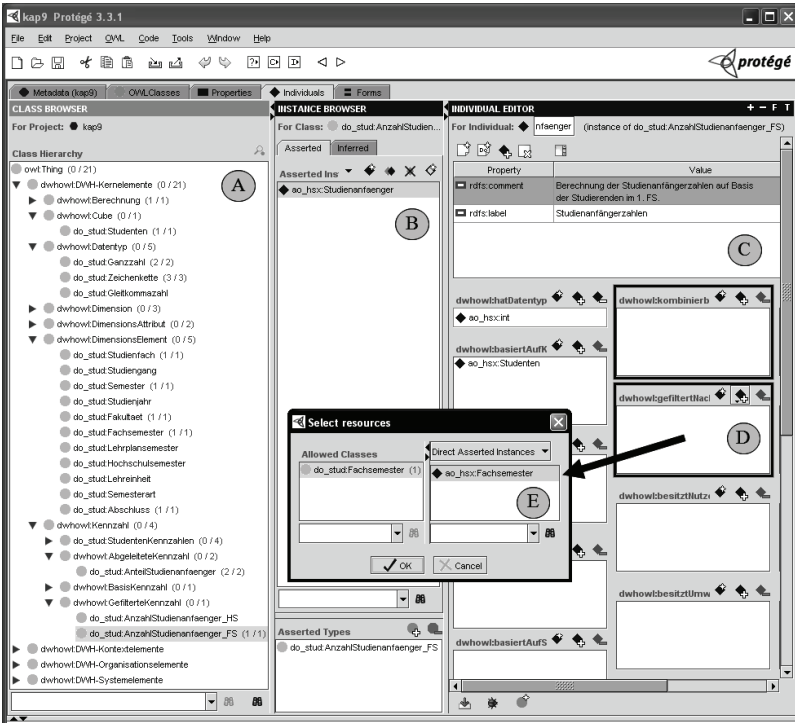 kap9 Protégé 3.3.1
File Edit Project OWL Code Tools Window Help
protégé
Metadata (kap9) OWLClasses Properties Individuals Forms
CLASS BROWSER
For Project: kap9
Class Hierarchy
owl:Thing (0 / 21)
dwhowl:DWH-Kernelemente (0 / 21)
dwhowl:Berechnung (1 / 1)
dwhowl:Cube (0 / 1)
do_stud:Studenten (1 / 1)
dwhowl:Datentyp (0 / 5)
do_stud:Ganzzahl (2 / 2)
do_stud:Zeichenkette (3 / 3)
do_stud:Gleitkommazahl
dwhowl:Dimension (0 / 3)
dwhowl:DimensionsAttribut (0 / 2)
dwhowl:DimensionsElement (0 / 5)
do_stud:Studienfach (1 / 1)
do_stud:Studiengang
do_stud:Semester (1 / 1)
do_stud:Studienjahr
do_stud:Fakultaet (1 / 1)
do_stud:Fachsemester (1 / 1)
do_stud:Lehrplansemester
do_stud:Hochschulsemester
do_stud:Lehreinheit
do_stud:Semesterart
do_stud:Abschluss (1 / 1)
dwhowl:Kennzahl (0 / 4)
do_stud:StudentenKennzahlen (0 / 4)
dwhowl:AbgeleiteteKennzahl (0 / 2)
do_stud:AnteilStudienanfaenger (2 / 2)
dwhowl:BasisKennzahl (0 / 1)
dwhowl:GefilterteKennzahl (0 / 1)
do_stud:AnzahlStudienanfaenger_HS
do_stud:AnzahlStudienanfaenger_FS (1 / 1)
dwhowl:DWH-Kontextelemente
dwhowl:DWH-Organisationselemente
dwhowl:DWH-Systemelemente
A
INSTANCE BROWSER
For Class: do_stud:AnzahlStudien...
Asserted Inferred
Asserted Ins
ao_hsx:Studienanfaenger
B
Asserted Types
do_stud:AnzahlStudienanfaenger_FS
INDIVIDUAL EDITOR + − F T
For Individual: nfaenger (instance of do_stud:AnzahlStudienanfaenger_FS)
Property Value
rdfs:comment Berechnung der Studienanfängerzahlen auf Basis
der Studierenden im 1. FS.
rdfs:label Studienanfängerzahlen
C
dwhowl:hatDatentyp
ao_hsx:int
dwhowl:basiertAufK
ao_hsx:Studenten
dwhowl:basiertAufS
dwhowl:kombinierb
dwhowl:gefiltertNacl
D
dwhowl:besitztNutz
dwhowl:besitztUmw
Select resources
Allowed Classes
do_stud:Fachsemester (1)
Direct Asserted Instances
ao_hsx:Fachsemester
E
OK Cancel